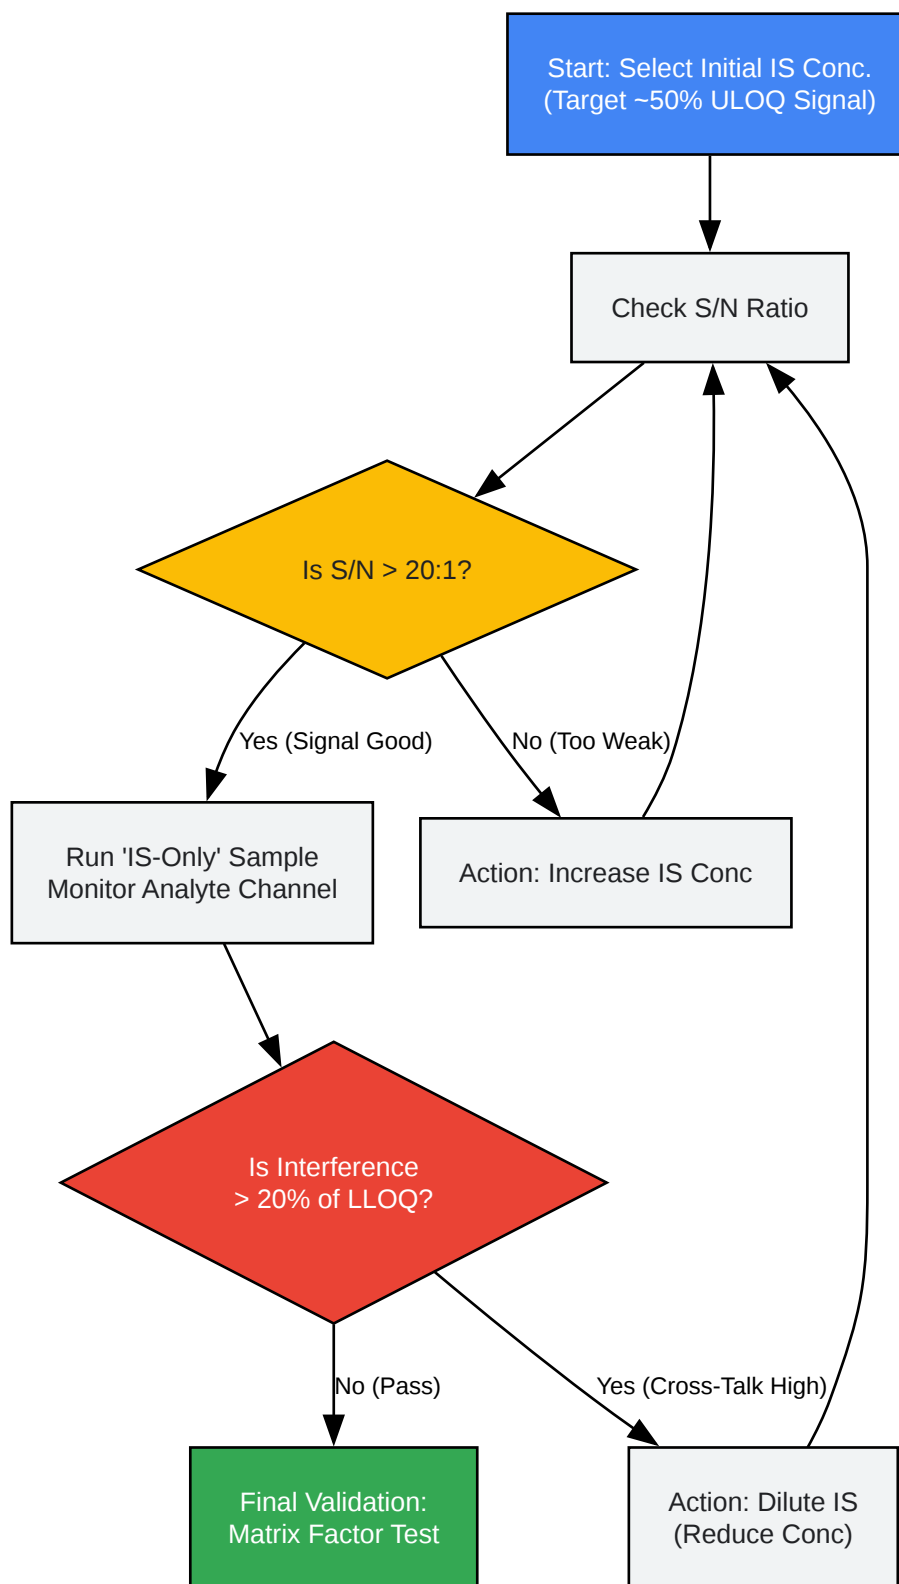 Start: Select Initial IS Conc.
(Target ~50% ULOQ Signal)
Check S/N Ratio
Is S/N > 20:1?
Yes (Signal Good)
No (Too Weak)
Run 'IS-Only' Sample
Monitor Analyte Channel
Action: Increase IS Conc
Is Interference
> 20% of LLOQ?
No (Pass)
Yes (Cross-Talk High)
Final Validation:
Matrix Factor Test
Action: Dilute IS
(Reduce Conc)